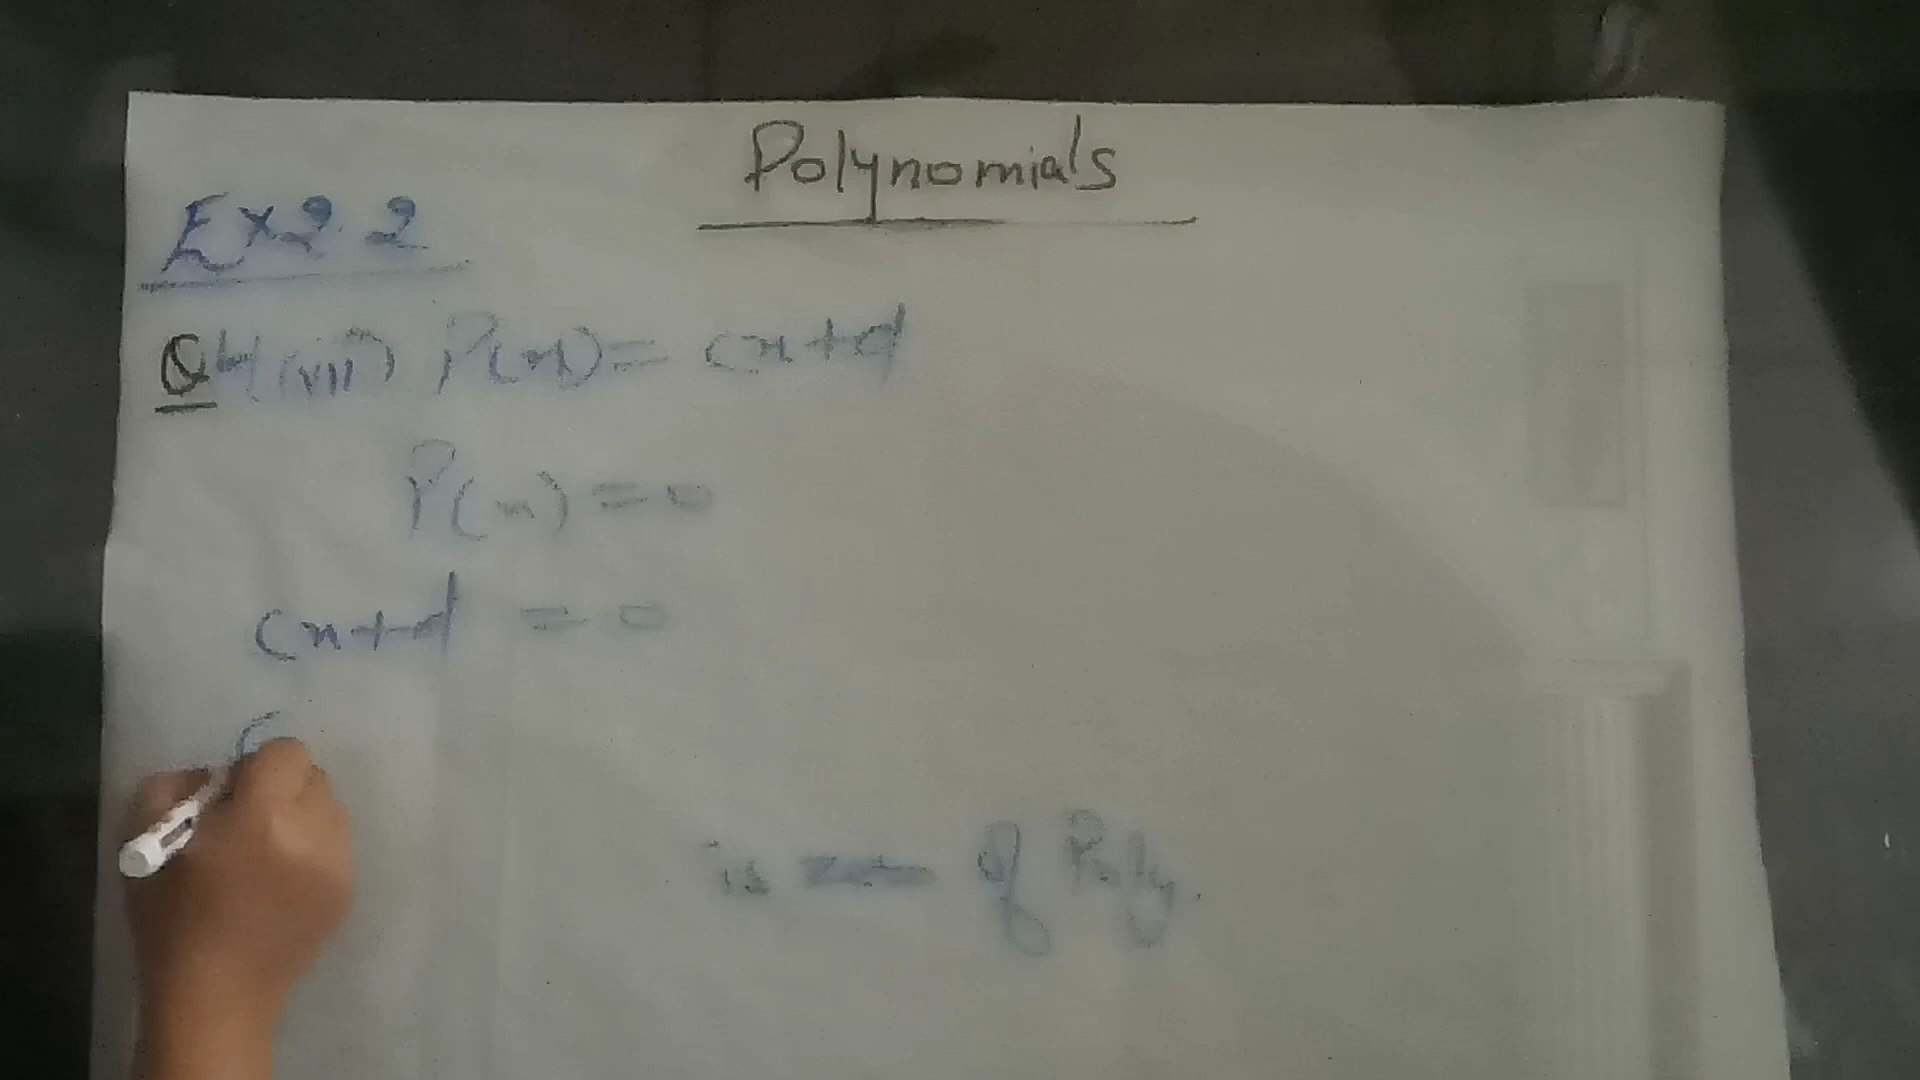 Polynomials
Ex 2.2
Q4 (vii) P(x) = cx+d
P(x) = 0
cx+d = 0
c
is zero of Poly.